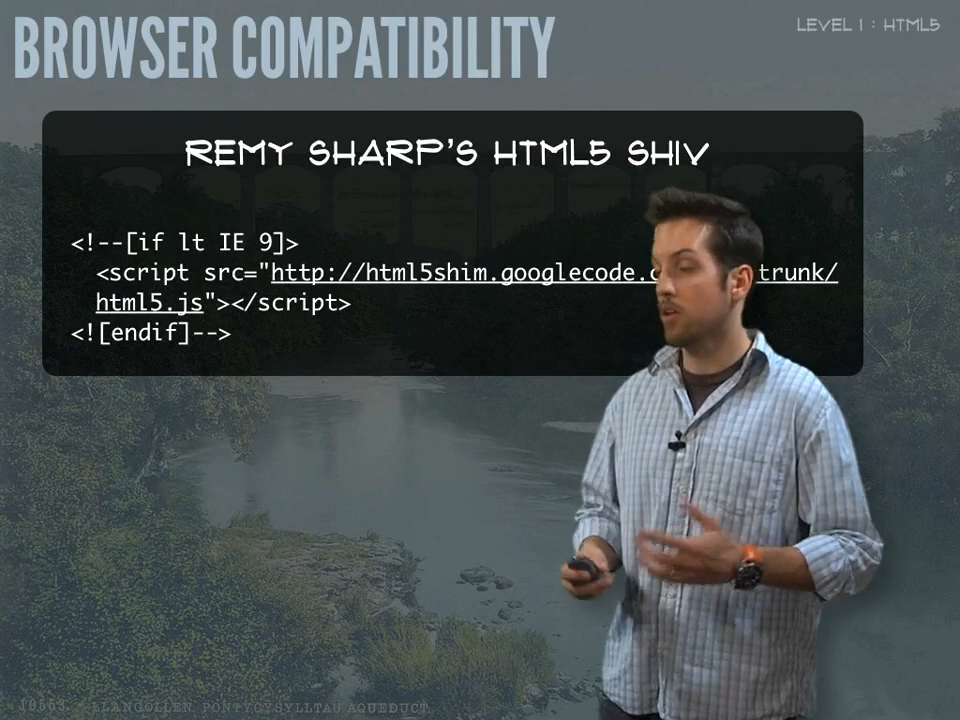 BROWSER COMPATIBILITY
LEVEL 1 : HTML5
REMY SHARP'S HTML5 SHIV
<!--[if lt IE 9]>
<script src="http://html5shim.googlecode.c trunk/
html5.js"></script>
<![endif]-->
10553. - LLANGOLLEN, PONTYCYSYLLTAU AQUEDUCT.